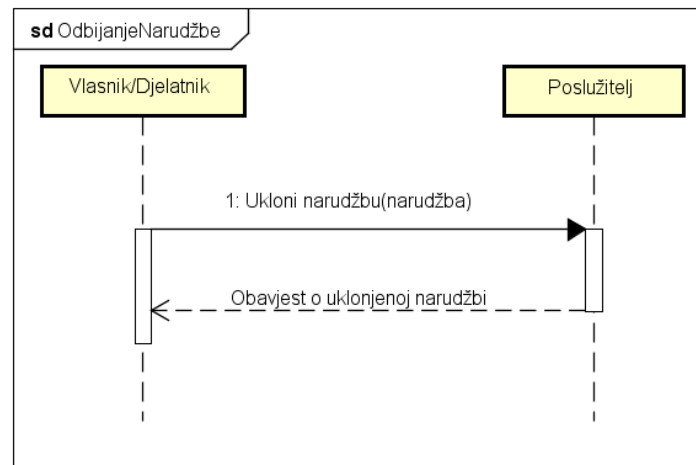 sd OdbijanjeNarudžbe
Vlasnik/Djelatnik
Poslužitelj
1: Ukloni narudžbu(narudžba)
Obavjest o uklonjenoj narudžbi